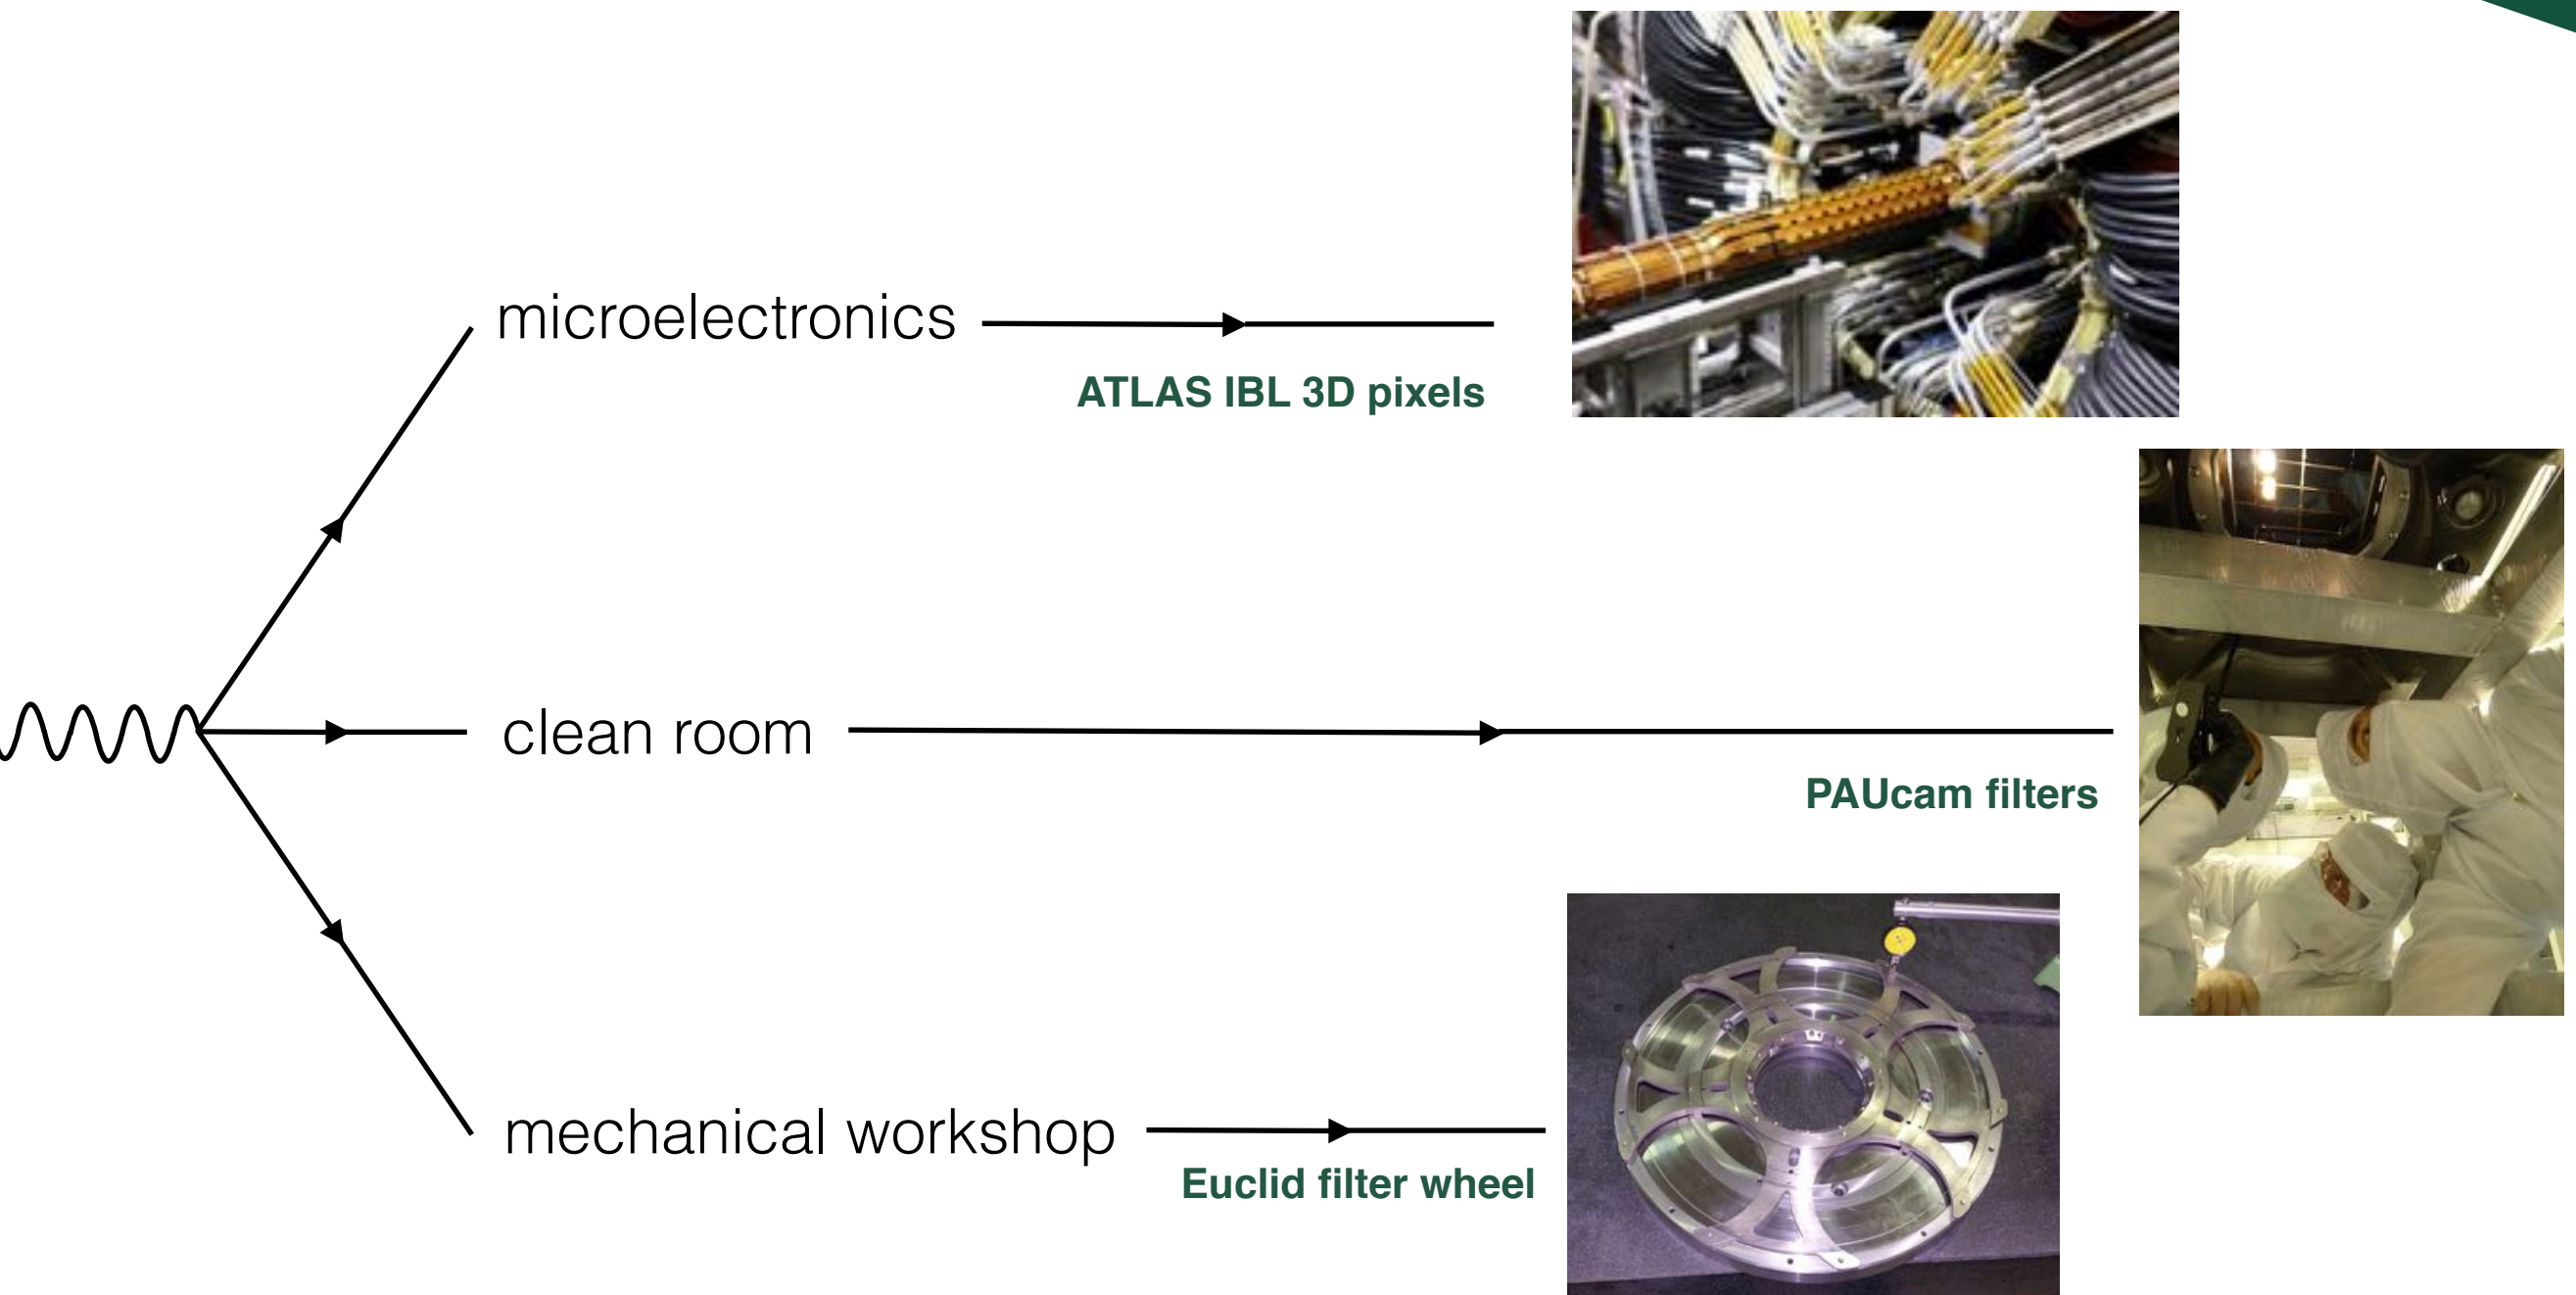 microelectronics
ATLAS IBL 3D pixels
clean room
PAUcam filters
mechanical workshop
Euclid filter wheel